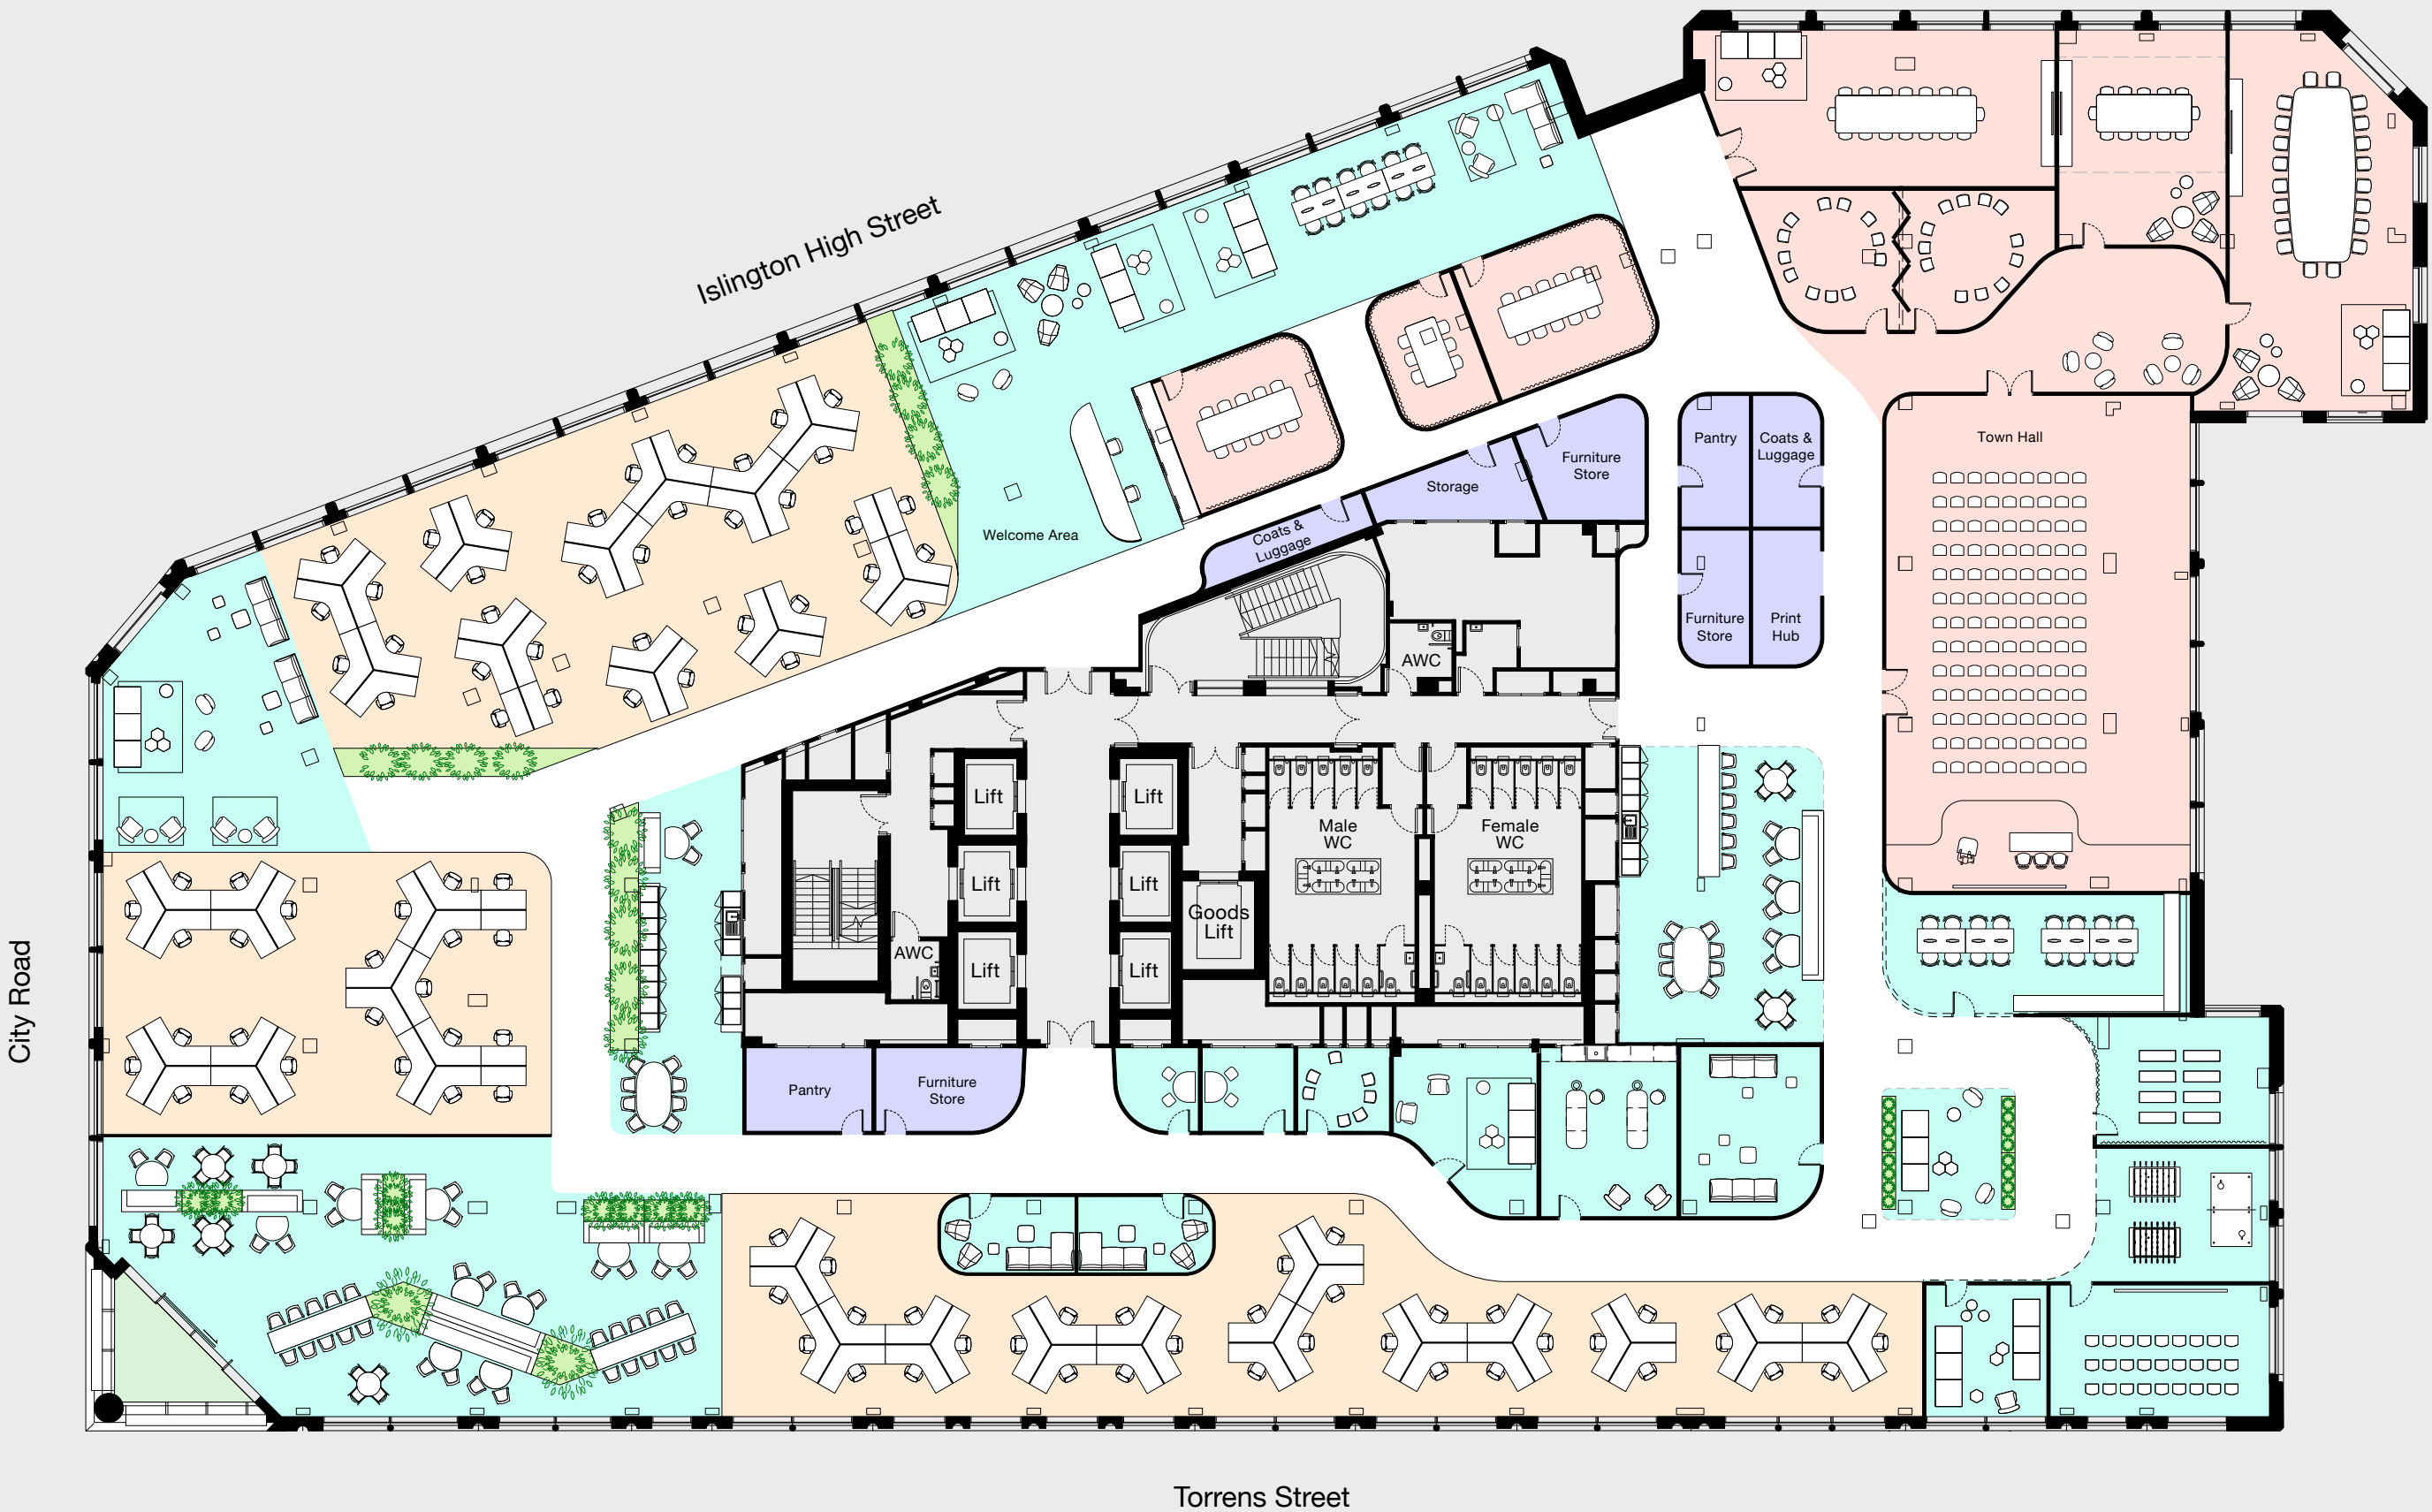 Islington High Street
City Road
Torrens Street
Welcome Area
Coats &
Luggage
Storage
Furniture
Store
Pantry
Coats &
Luggage
Furniture
Store
Print
Hub
Town Hall
AWC
Lift
Lift
Male
WC
Female
WC
Lift
Lift
Goods
Lift
AWC
Lift
Lift
Pantry
Furniture
Store